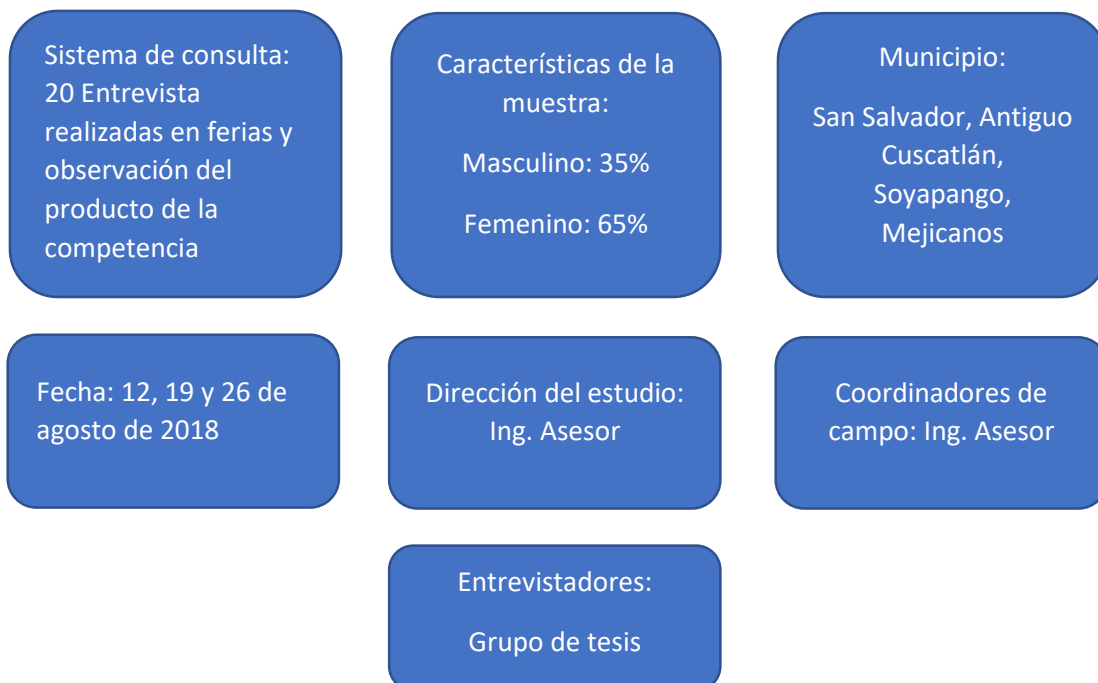 Sistema de consulta:
20 Entrevista
realizadas en ferias y
observación del
producto de la
competencia
Características de la
muestra:
Masculino: 35%
Femenino: 65%
Municipio:
San Salvador, Antiguo
Cuscatlán,
Soyapango,
Mejicanos
Fecha: 12, 19 y 26 de
agosto de 2018
Dirección del estudio:
Ing. Asesor
Coordinadores de
campo: Ing. Asesor
Entrevistadores:
Grupo de tesis